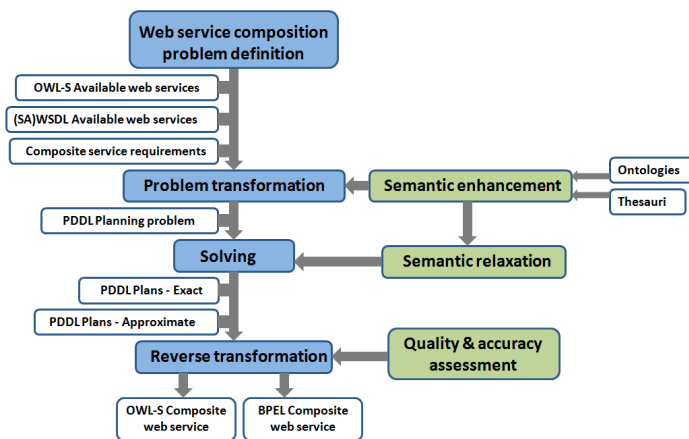 Web service composition
problem definition
OWL-S Available web services
(SA)WSDL Available web services
Composite service requirements
Problem transformation
Semantic enhancement
Ontologies
Thesauri
PDDL Planning problem
Solving
Semantic relaxation
PDDL Plans - Exact
PDDL Plans - Approximate
Reverse transformation
Quality & accuracy
assessment
OWL-S Composite
web service
BPEL Composite
web service